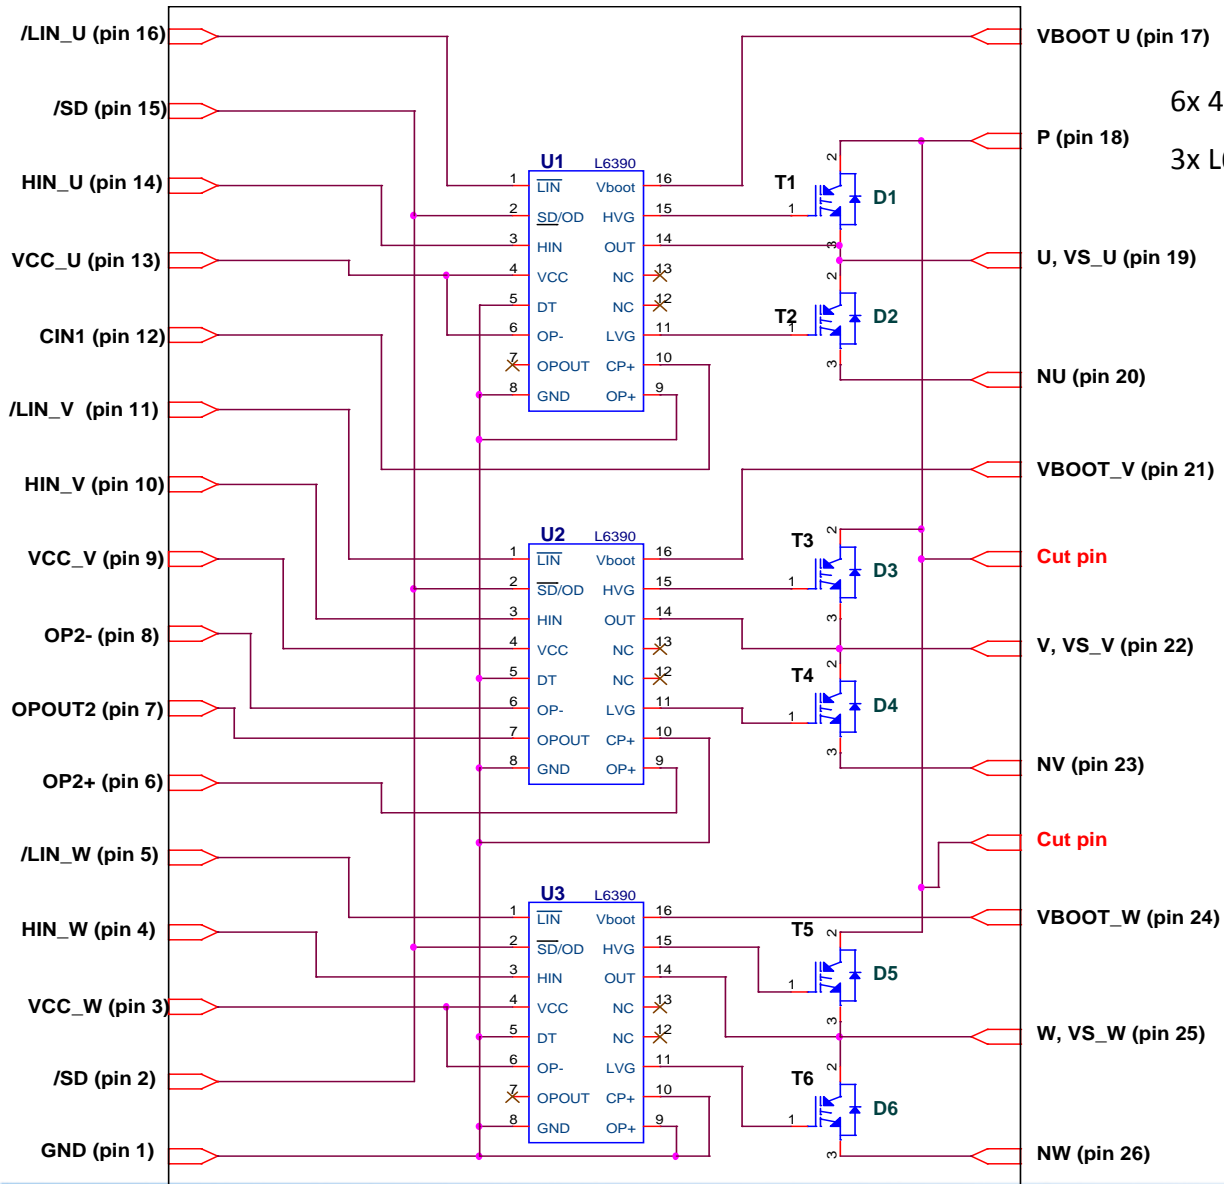 /LIN_U (pin 16)
/SD (pin 15)
HIN_U (pin 14)
VCC_U (pin 13)
CIN1 (pin 12)
/LIN_V (pin 11)
HIN_V (pin 10)
VCC_V (pin 9)
OP2- (pin 8)
OPOUT2 (pin 7)
OP2+ (pin 6)
/LIN_W (pin 5)
HIN_W (pin 4)
VCC_W (pin 3)
/SD (pin 2)
GND (pin 1)
U1 L6390
1 LIN Vboot 16
2 SD/OD HVG 15
3 HIN OUT 14
4 VCC NC 13
5 DT NC 12
6 OP- LVG 11
7 OPOUT CP+ 10
8 GND OP+ 9
U2 L6390
1 LIN Vboot 16
2 SD/OD HVG 15
3 HIN OUT 14
4 VCC NC 13
5 DT NC 12
6 OP- LVG 11
7 OPOUT CP+ 10
8 GND OP+ 9
U3 L6390
1 LIN Vboot 16
2 SD/OD HVG 15
3 HIN OUT 14
4 VCC NC 13
5 DT NC 12
6 OP- LVG 11
7 OPOUT CP+ 10
8 GND OP+ 9
T1 1 2 3 D1
T2 1 2 3 D2
T3 1 2 3 D3
T4 1 2 3 D4
T5 1 2 3 D5
T6 1 2 3 D6
VBOOT U (pin 17)
6x 4
P (pin 18)
3x L6
U, VS_U (pin 19)
NU (pin 20)
VBOOT_V (pin 21)
Cut pin
V, VS_V (pin 22)
NV (pin 23)
Cut pin
VBOOT_W (pin 24)
W, VS_W (pin 25)
NW (pin 26)